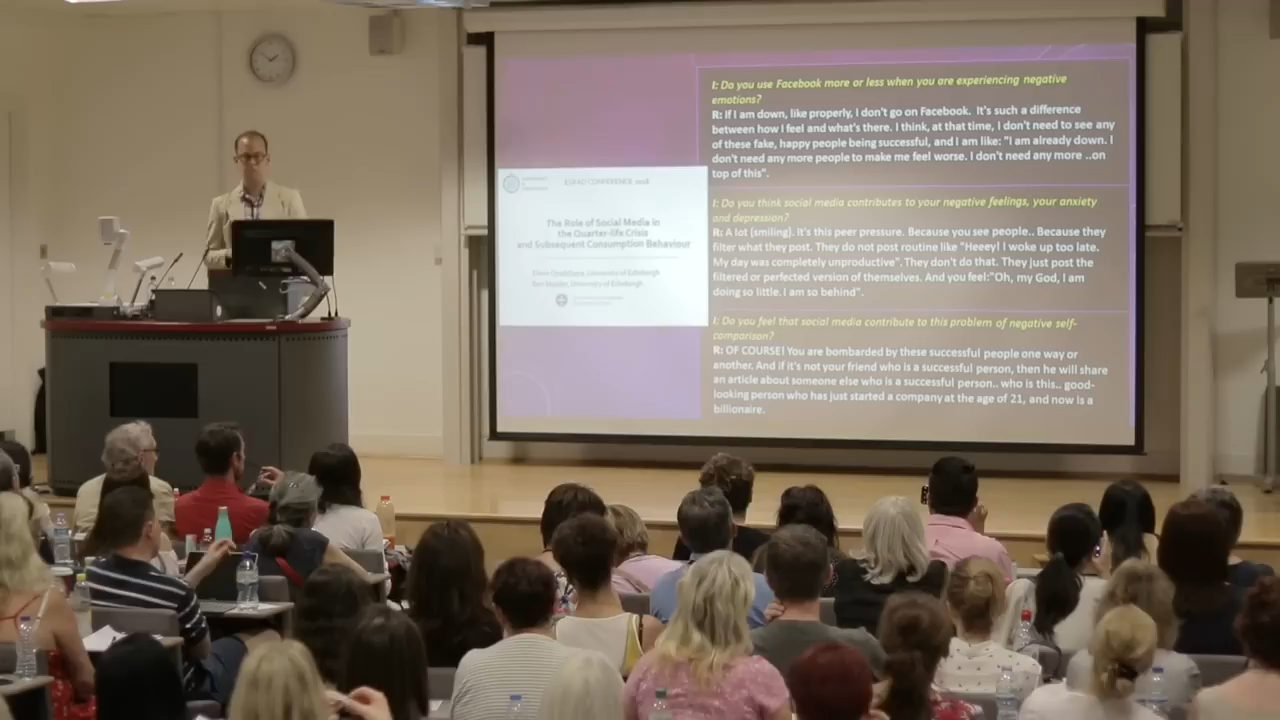 ESFAD CONFERENCE 2018
The Role of Social Media in
the Quarter-life Crisis
and Subsequent Consumption Behaviour
University of Edinburgh
Ben Marder, University of Edinburgh
I: Do you use Facebook more or less when you are experiencing negative
emotions?
R: If I am down, like properly, I don't go on Facebook. It's such a difference
between how I feel and what's there. I think, at that time, I don't need to see any
of these fake, happy people being successful, and I am like: "I am already down. I
don't need any more people to make me feel worse. I don't need any more ..on
top of this".
I: Do you think social media contributes to your negative feelings, your anxiety
and depression?
R: A lot (smiling). It's this peer pressure. Because you see people.. Because they
filter what they post. They do not post routine like "Heeey! I woke up too late.
My day was completely unproductive". They don't do that. They just post the
filtered or perfected version of themselves. And you feel:"Oh, my God, I am
doing so little. I am so behind".
I: Do you feel that social media contribute to this problem of negative self-
comparison?
R: OF COURSE! You are bombarded by these successful people one way or
another. And if it's not your friend who is a successful person, then he will share
an article about someone else who is a successful person.. who is this.. good-
looking person who has just started a company at the age of 21, and now is a
billionaire.